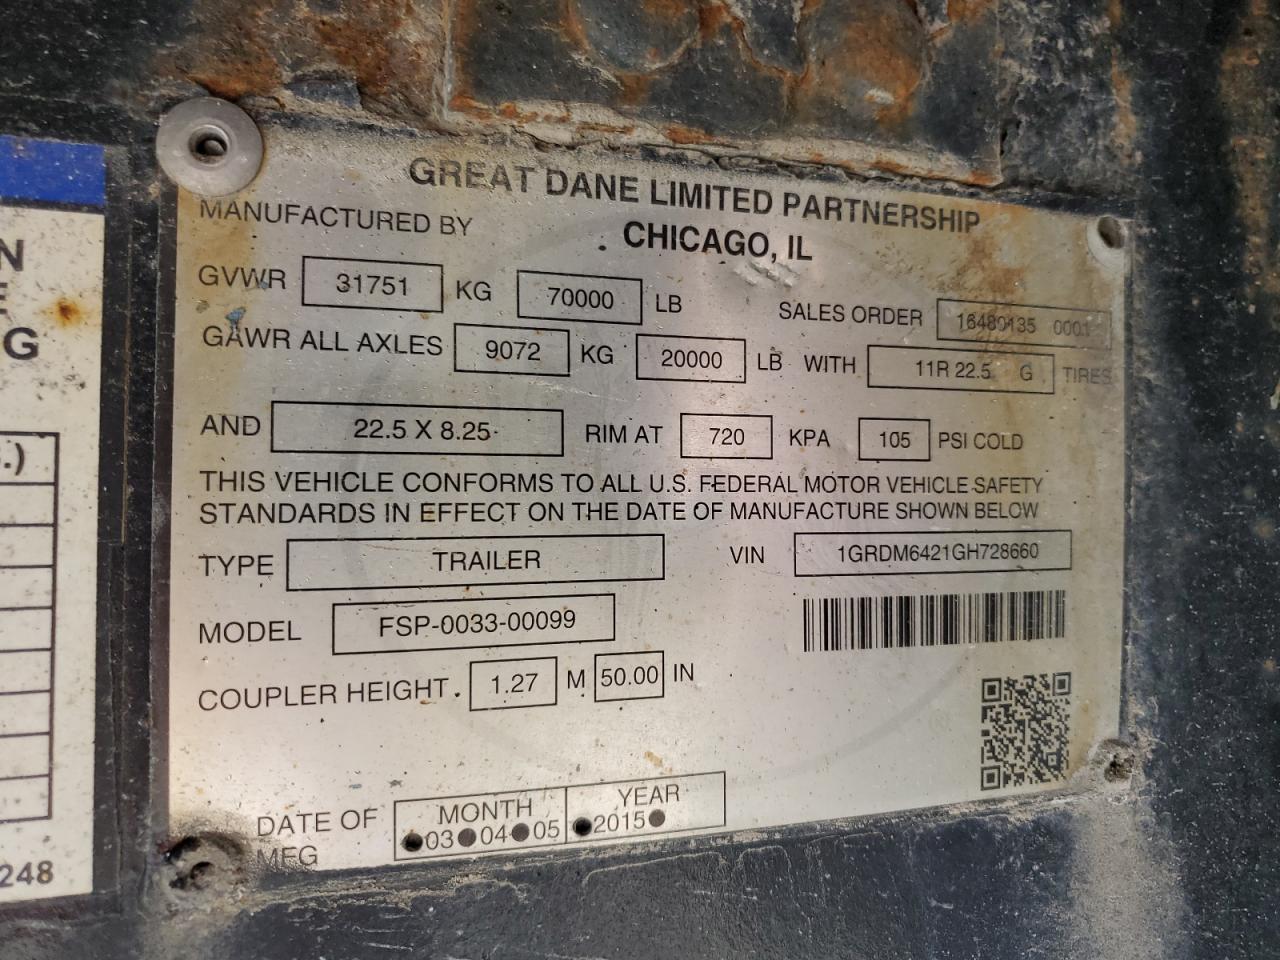 GREAT DANE LIMITED PARTNERSHIP
MANUFACTURED BY CHICAGO, IL
GVWR 31751 KG 70000 LB SALES ORDER 16480135 0001
GAWR ALL AXLES 9072 KG 20000 LB WITH 11R 22.5 G TIRES
AND 22.5 X 8.25 RIM AT 720 KPA 105 PSI COLD
THIS VEHICLE CONFORMS TO ALL U.S. FEDERAL MOTOR VEHICLE SAFETY
STANDARDS IN EFFECT ON THE DATE OF MANUFACTURE SHOWN BELOW
TYPE TRAILER VIN 1GRDM6421GH728660
MODEL FSP-0033-00099
COUPLER HEIGHT. 1.27 M 50.00 IN
DATE OF MONTH YEAR
MFG 03 04 05 2015
N
G
.)
248